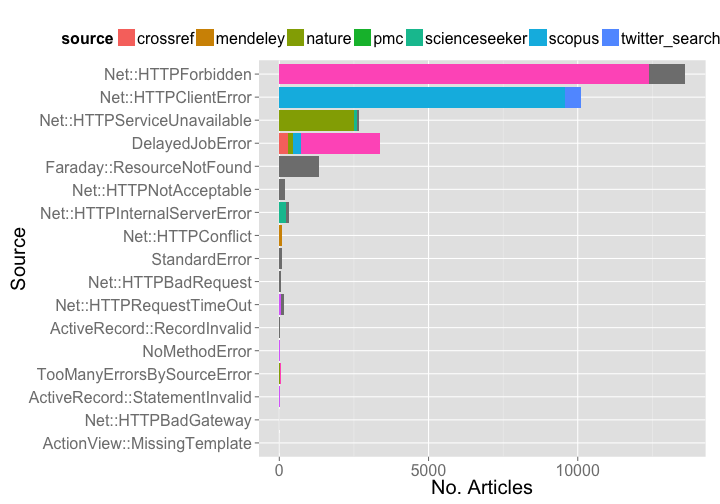 source crossref mendeley nature pmc scienceseeker scopus twitter_search
Net::HTTPForbidden
Net::HTTPClientError
Net::HTTPServiceUnavailable
DelayedJobError
Faraday::ResourceNotFound
Net::HTTPNotAcceptable
Net::HTTPInternalServerError
Net::HTTPConflict
StandardError
Net::HTTPBadRequest
Net::HTTPRequestTimeOut
ActiveRecord::RecordInvalid
NoMethodError
TooManyErrorsBySourceError
ActiveRecord::StatementInvalid
Net::HTTPBadGateway
ActionView::MissingTemplate
Source
0 5000 10000
No. Articles